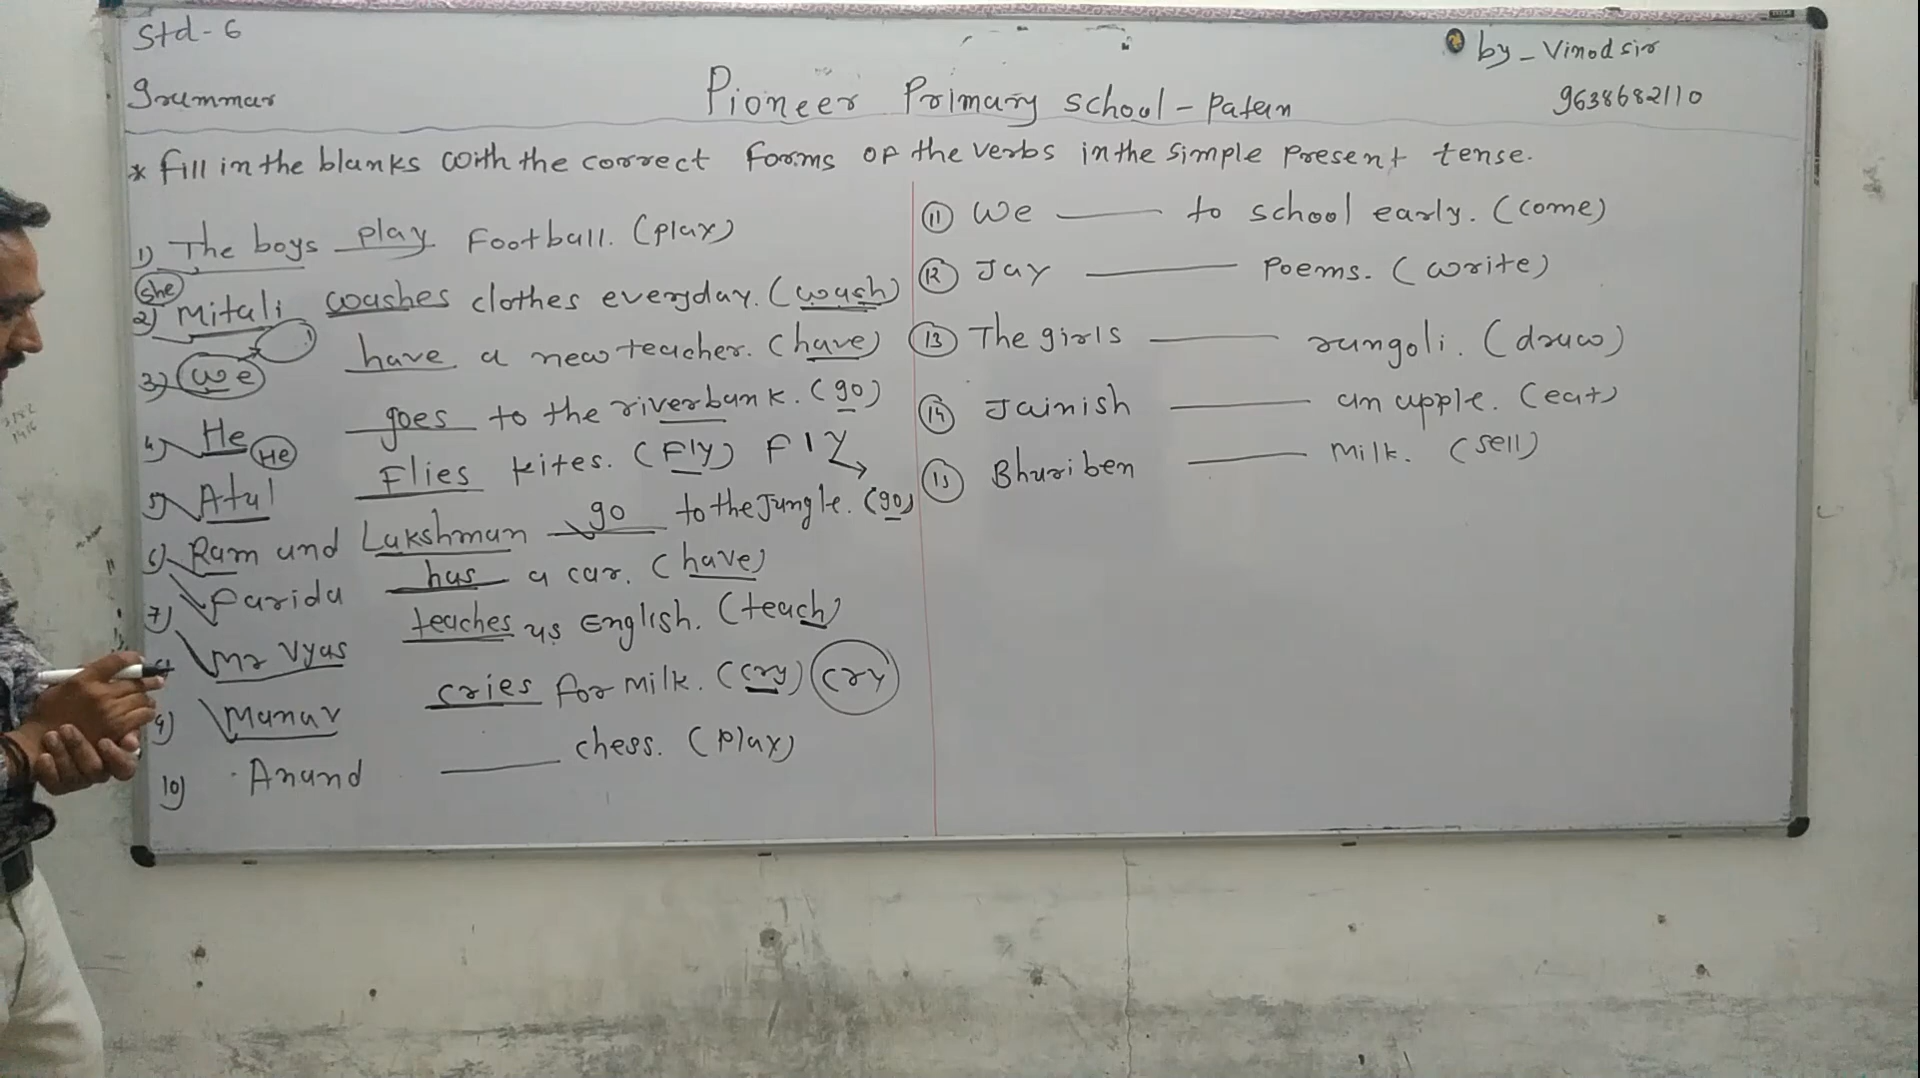 Std-6
by-Vinod sir
Grammar
Pioneer Primary school-Patan
9638682110
* Fill in the blanks with the correct forms of the verbs in the simple present tense.
1) The boys play Football. (play)
she
2) Mitali washes clothes everyday. (wash)
3) We have a new teacher. (have)
4) He goes to the riverbank. (go)
He
5) Atul Flies kites. (Fly) FlY
6) Ram and Lakshman go to the Jungle. (go)
7) Farida has a car. (have)
Mr Vyas teaches us English. (teach)
9) Manav cries for milk. (cry) cry
10) Anand ____ chess. (Play)
11 We ____ to school early. (come)
12 Jay ____ Poems. (write)
13 The girls ____ rangoli. (draw)
14 Jainish ____ an apple. (eat)
15 Bhuriben ____ Milk. (sell)